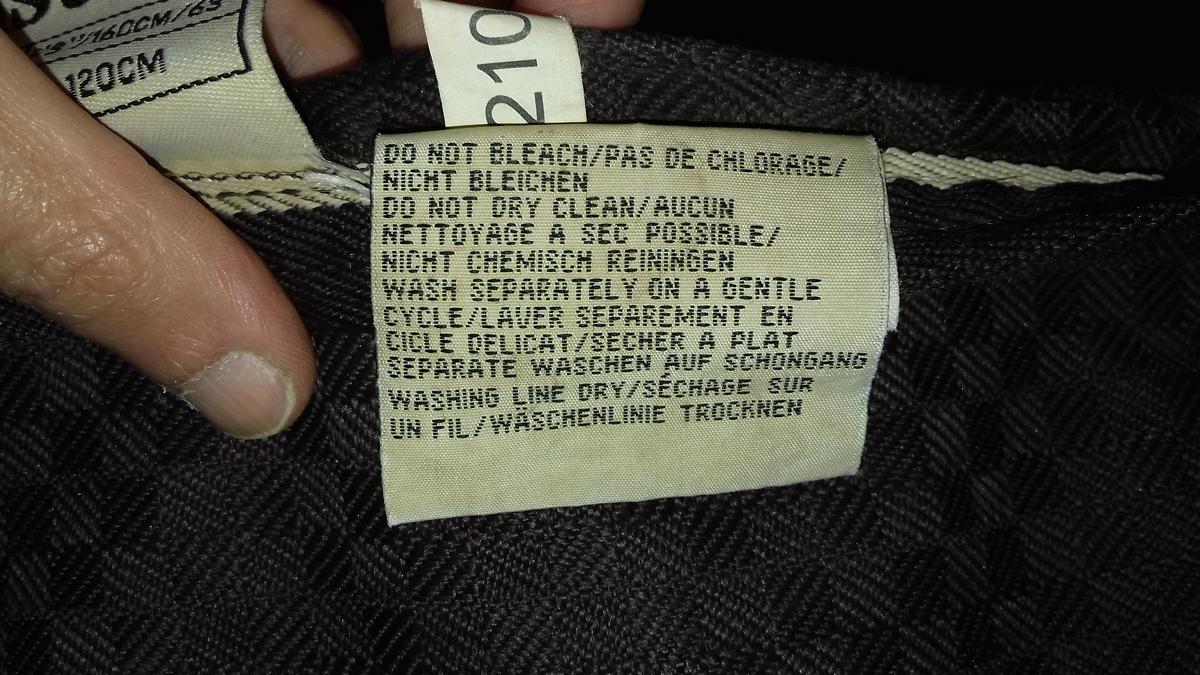 "/160CM/63
120CM
210
DO NOT BLEACH/PAS DE CHLORAGE/
NICHT BLEICHEN
DO NOT DRY CLEAN/AUCUN
NETTOYAGE A SEC POSSIBLE/
NICHT CHEMISCH REININGEN
WASH SEPARATELY ON A GENTLE
CYCLE/LAVER SEPAREMENT EN
CICLE DELICAT/SECHER À PLAT
SEPARATE WASCHEN AUF SCHONGANG
WASHING LINE DRY/SÉCHAGE SUR
UN FIL/WÄSCHENLINIE TROCKNEN